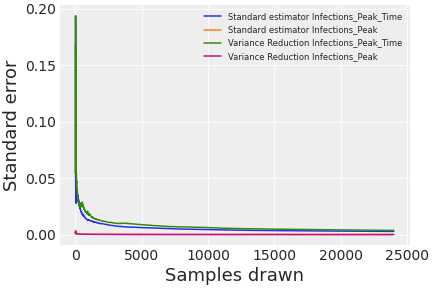 0.20
0.15
0.10
0.05
0.00
Standard error
Standard estimator Infections_Peak_Time
Standard estimator Infections_Peak
Variance Reduction Infections_Peak_Time
Variance Reduction Infections_Peak
0 5000 10000 15000 20000 25000
Samples drawn